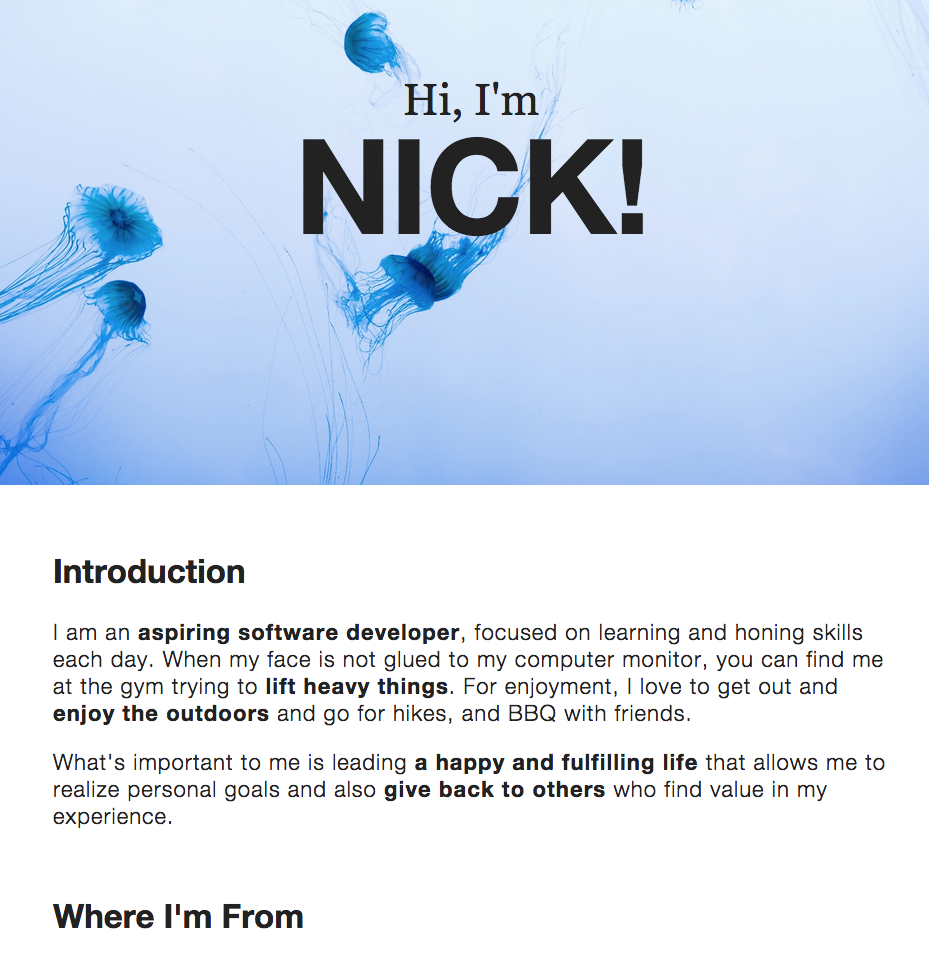 Hi, I'm
NICK!
Introduction
I am an aspiring software developer, focused on learning and honing skills
each day. When my face is not glued to my computer monitor, you can find me
at the gym trying to lift heavy things. For enjoyment, I love to get out and
enjoy the outdoors and go for hikes, and BBQ with friends.
What's important to me is leading a happy and fulfilling life that allows me to
realize personal goals and also give back to others who find value in my
experience.
Where I'm From